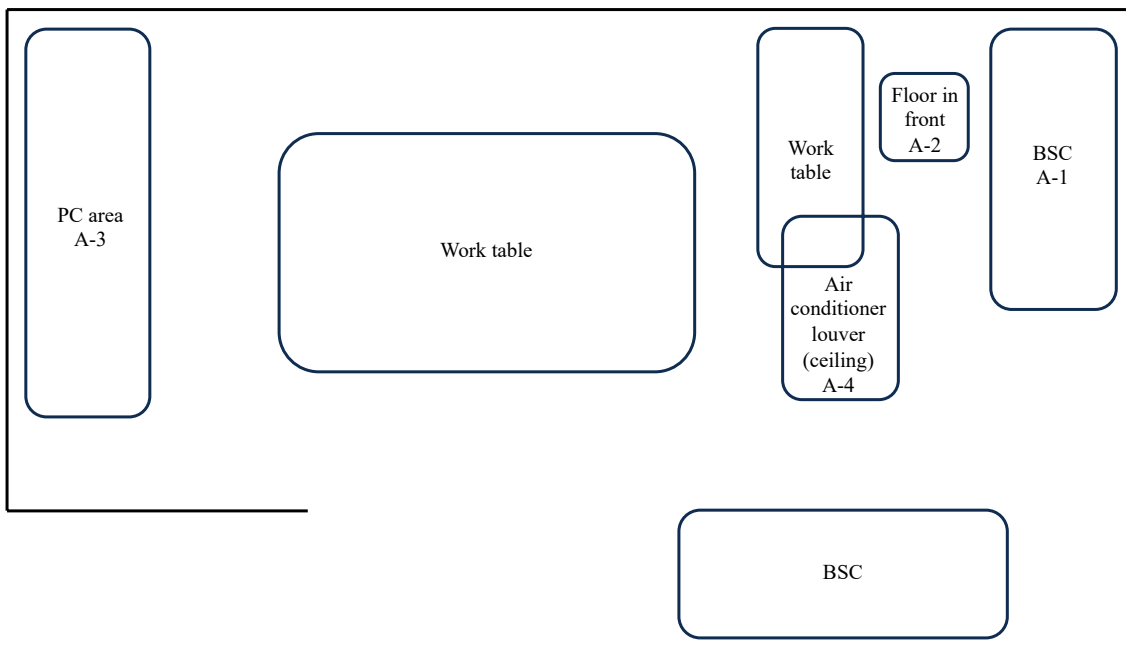 PC area
A-3
Work table
Work
table
Floor in
front
A-2
BSC
A-1
Air
conditioner
louver
(ceiling)
A-4
BSC